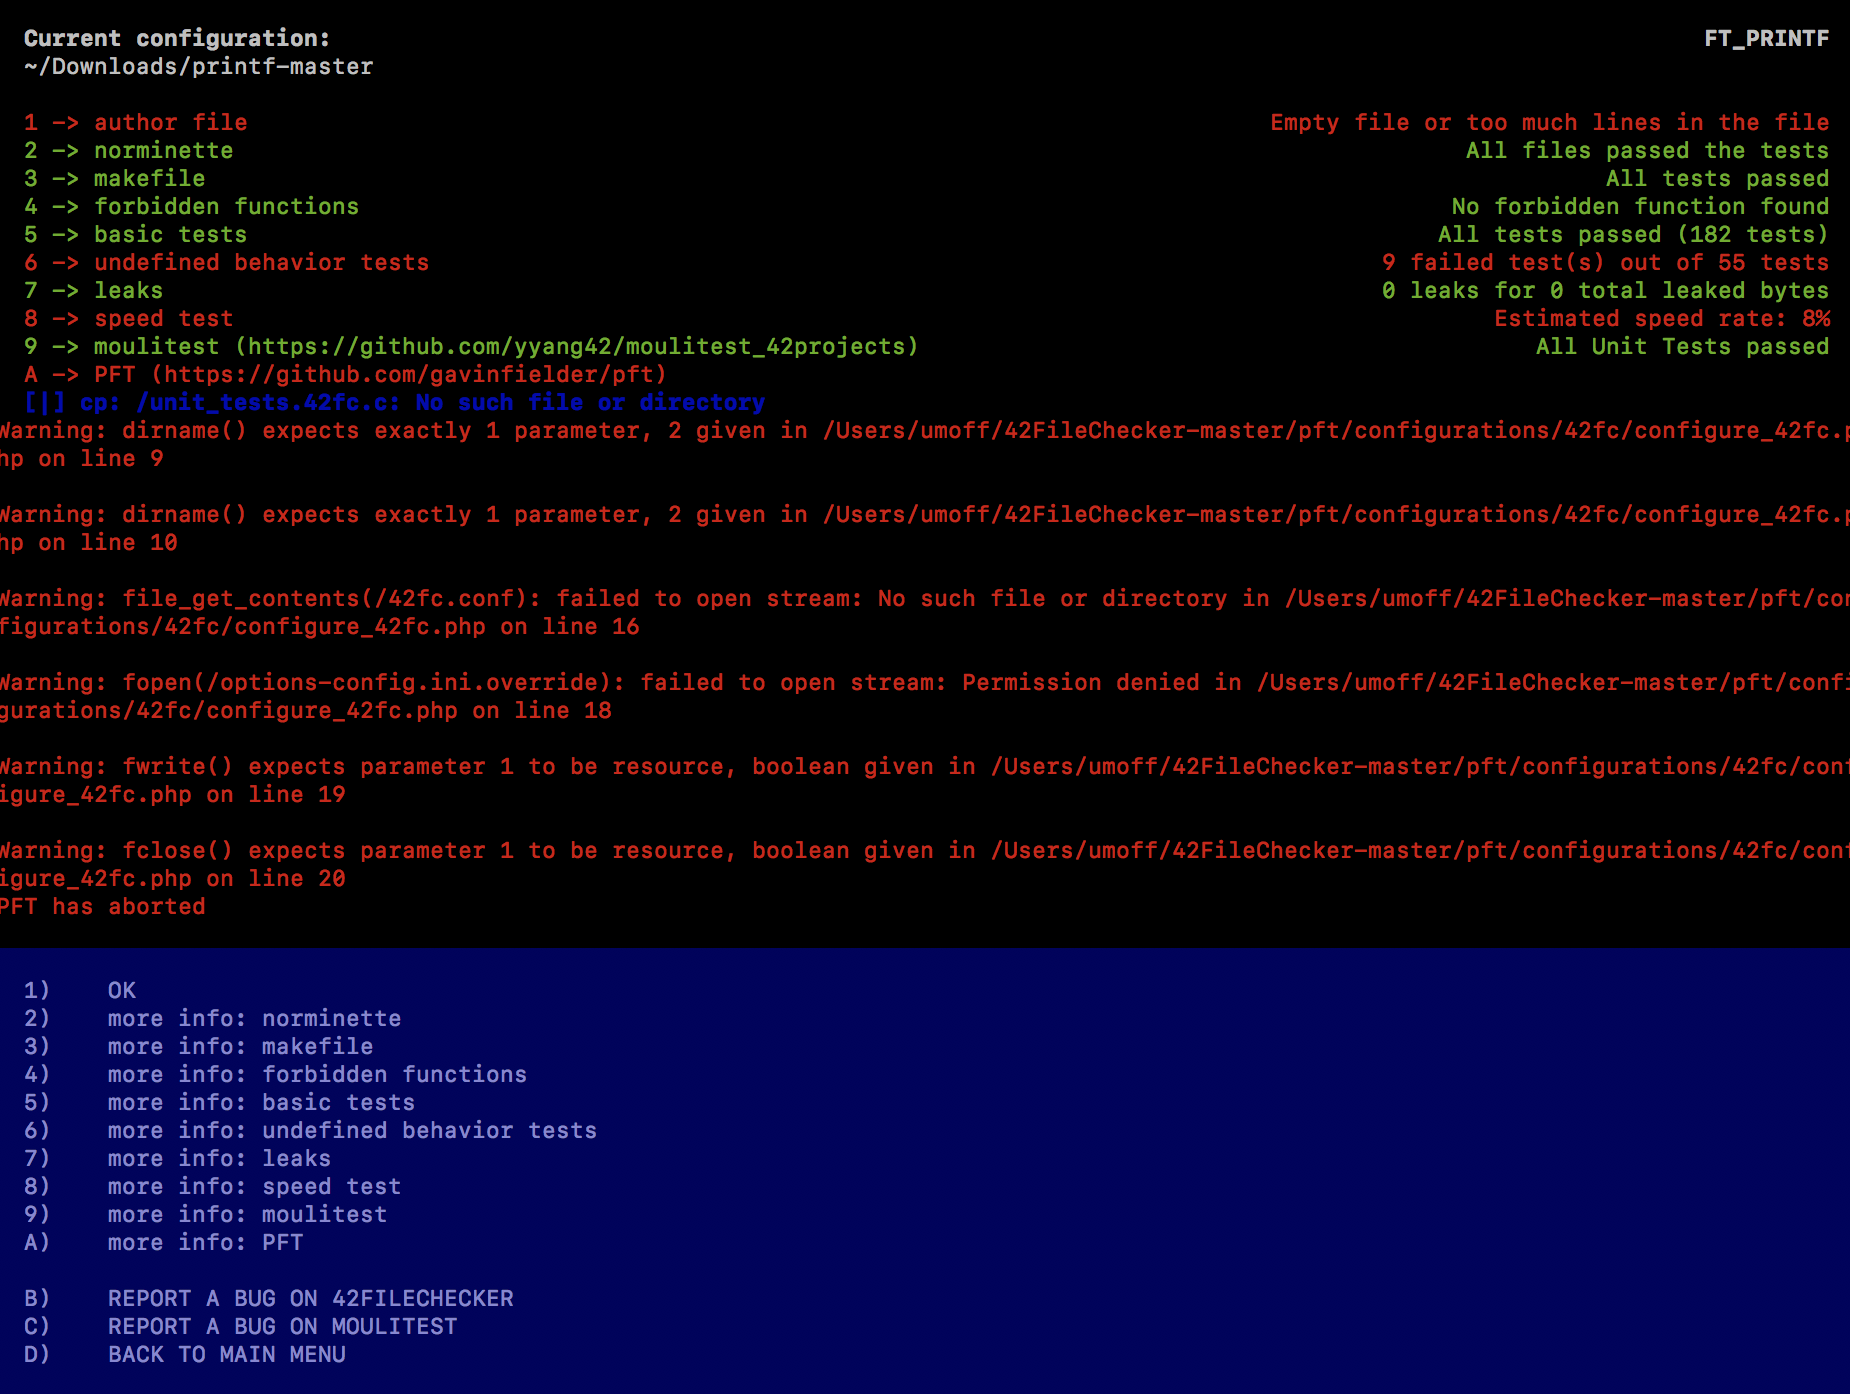 Current configuration: FT_PRINTF
~/Downloads/printf-master
1 -> author file Empty file or too much lines in the file
2 -> norminette All files passed the tests
3 -> makefile All tests passed
4 -> forbidden functions No forbidden function found
5 -> basic tests All tests passed (182 tests)
6 -> undefined behavior tests 9 failed test(s) out of 55 tests
7 -> leaks 0 leaks for 0 total leaked bytes
8 -> speed test Estimated speed rate: 8%
9 -> moulitest (https://github.com/yyang42/moulitest_42projects) All Unit Tests passed
A -> PFT (https://github.com/gavinfielder/pft)
[|] cp: /unit_tests.42fc.c: No such file or directory
Warning: dirname() expects exactly 1 parameter, 2 given in /Users/umoff/42FileChecker-master/pft/configurations/42fc/configure_42fc.p
hp on line 9
Warning: dirname() expects exactly 1 parameter, 2 given in /Users/umoff/42FileChecker-master/pft/configurations/42fc/configure_42fc.p
hp on line 10
Warning: file_get_contents(/42fc.conf): failed to open stream: No such file or directory in /Users/umoff/42FileChecker-master/pft/con
figurations/42fc/configure_42fc.php on line 16
Warning: fopen(/options-config.ini.override): failed to open stream: Permission denied in /Users/umoff/42FileChecker-master/pft/confi
gurations/42fc/configure_42fc.php on line 18
Warning: fwrite() expects parameter 1 to be resource, boolean given in /Users/umoff/42FileChecker-master/pft/configurations/42fc/conf
igure_42fc.php on line 19
Warning: fclose() expects parameter 1 to be resource, boolean given in /Users/umoff/42FileChecker-master/pft/configurations/42fc/conf
igure_42fc.php on line 20
PFT has aborted
1) OK
2) more info: norminette
3) more info: makefile
4) more info: forbidden functions
5) more info: basic tests
6) more info: undefined behavior tests
7) more info: leaks
8) more info: speed test
9) more info: moulitest
A) more info: PFT
B) REPORT A BUG ON 42FILECHECKER
C) REPORT A BUG ON MOULITEST
D) BACK TO MAIN MENU